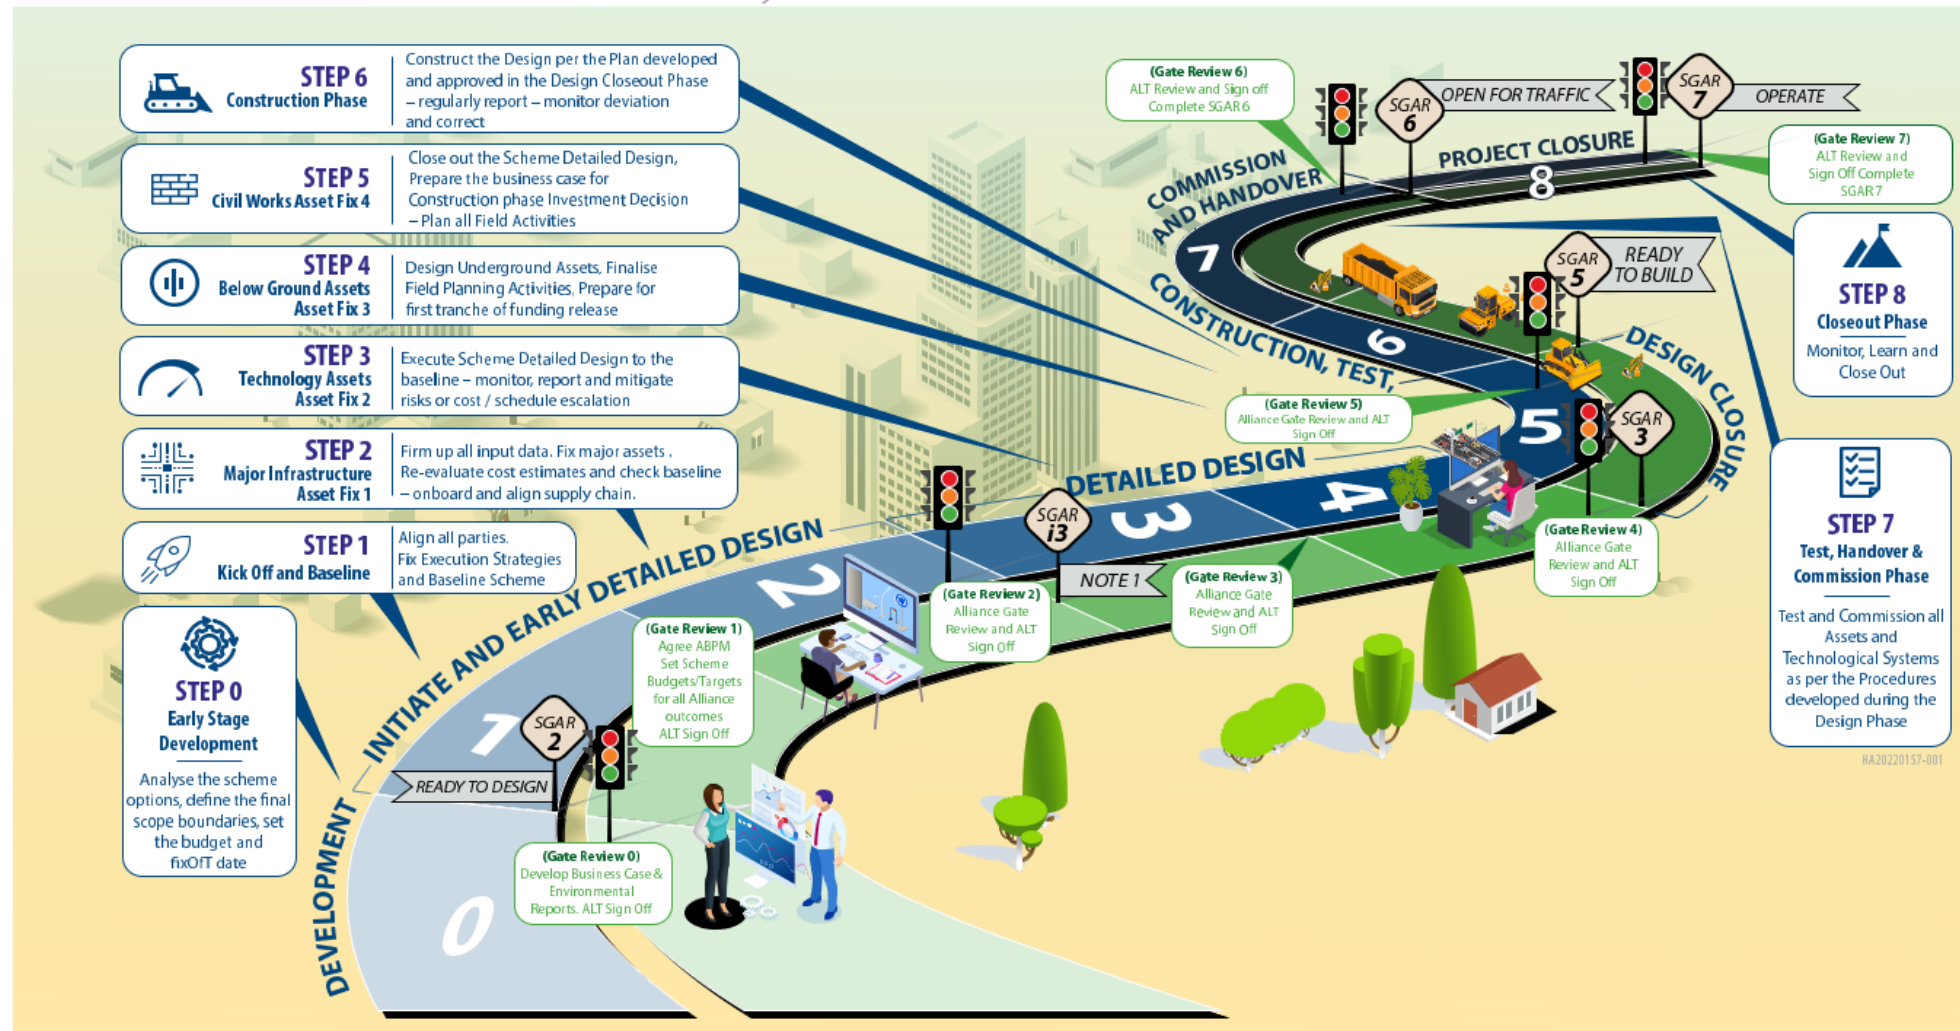 STEP 6
Construction Phase
Construct the Design per the Plan developed
and approved in the Design Closeout Phase
– regularly report – monitor deviation
and correct
STEP 5
Civil Works Asset Fix 4
Close out the Scheme Detailed Design,
Prepare the business case for
Construction phase Investment Decision
– Plan all Field Activities
STEP 4
Below Ground Assets
Asset Fix 3
Design Underground Assets, Finalise
Field Planning Activities, Prepare for
first tranche of funding release
STEP 3
Technology Assets
Asset Fix 2
Execute Scheme Detailed Design to the
baseline – monitor, report and mitigate
risks or cost / schedule escalation
STEP 2
Major Infrastructure
Asset Fix 1
Firm up all input data. Fix major assets .
Re-evaluate cost estimates and check baseline
– onboard and align supply chain.
STEP 1
Kick Off and Baseline
Align all parties.
Fix Execution Strategies
and Baseline Scheme
STEP 0
Early Stage
Development
Analyse the scheme
options, define the final
scope boundaries, set
the budget and
fixOfT date
DEVELOPMENT
INITIATE AND EARLY DETAILED DESIGN
DETAILED DESIGN
DESIGN CLOSURE
CONSTRUCTION, TEST,
COMMISSION
AND HANDOVER
PROJECT CLOSURE
0
1
2
3
4
5
6
7
8
SGAR
2
READY TO DESIGN
(Gate Review 0)
Develop Business Case &
Environmental
Reports. ALT Sign Off
(Gate Review 1)
Agree ABPM
Set Scheme
Budgets/Targets
for all Alliance
outcomes
ALT Sign Off
(Gate Review 2)
Alliance Gate
Review and ALT
Sign Off
SGAR
i3
NOTE 1
(Gate Review 3)
Alliance Gate
Review and ALT
Sign Off
(Gate Review 4)
Alliance Gate
Review and ALT
Sign Off
SGAR
3
(Gate Review 5)
Alliance Gate Review and ALT
Sign Off
SGAR
5
READY
TO BUILD
(Gate Review 6)
ALT Review and Sign off
Complete SGAR 6
SGAR
6
OPEN FOR TRAFFIC
SGAR
7
OPERATE
(Gate Review 7)
ALT Review and
Sign Off Complete
SGAR 7
STEP 8
Closeout Phase
Monitor, Learn and
Close Out
STEP 7
Test, Handover &
Commission Phase
Test and Commission all
Assets and
Technological Systems
as per the Procedures
developed during the
Design Phase
HA20220157-001